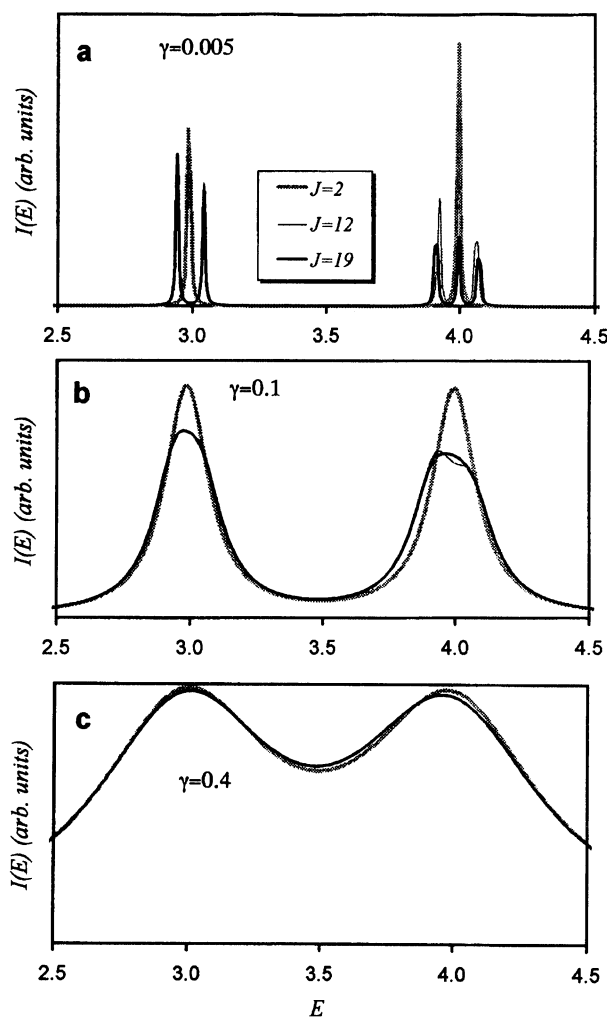 a
γ=0.005
I(E) (arb. units)
J=2
J=12
J=19
2.5 3.0 3.5 4.0 4.5
b
γ=0.1
I(E) (arb. units)
2.5 3.0 3.5 4.0 4.5
c
γ=0.4
I(E) (arb. units)
2.5 3.0 3.5 4.0 4.5
E